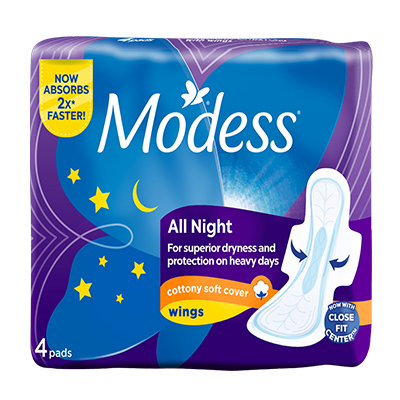 NOW
ABSORBS
2x*
FASTER!
Modess®
All Night
For superior dryness and
protection on heavy days
cottony soft cover
wings
NOW WITH
CLOSE
FIT
CENTER™
4 pads